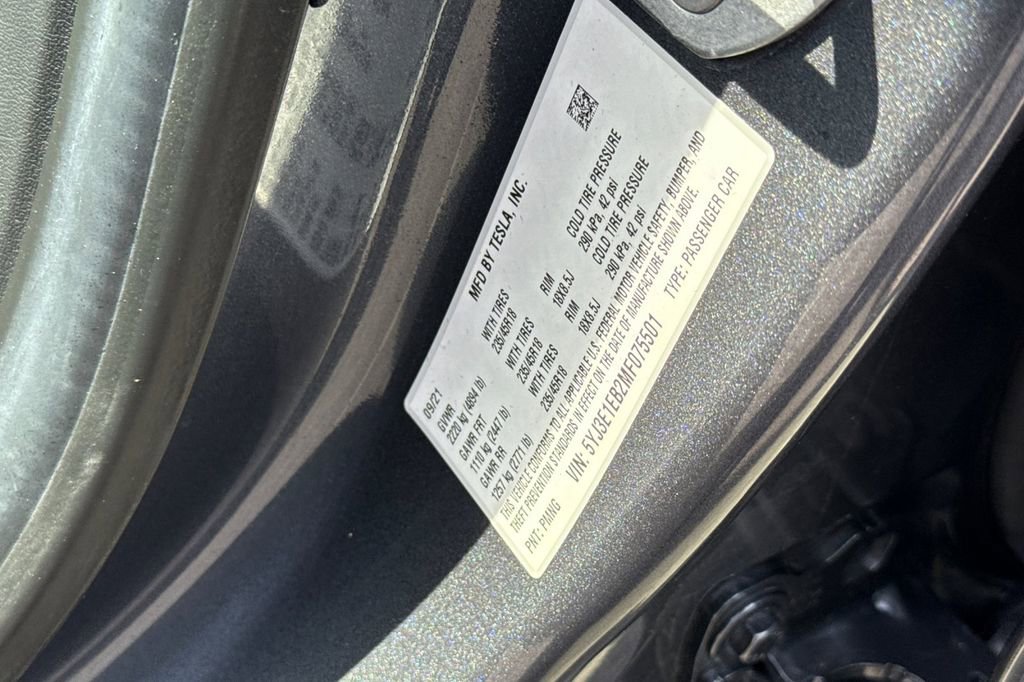 MFD BY TESLA, INC.
09/21
GVWR WITH TIRES RIM COLD TIRE PRESSURE
2220 kg (4894 lb) 235/45R18 18X8.5J 290 kPa, 42 psi
GAWR FRT WITH TIRES RIM COLD TIRE PRESSURE
1110 kg (2447 lb) 235/45R18 18X8.5J 290 kPa, 42 psi
GAWR RR WITH TIRES
1257 kg (2771 lb) 235/45R18
THIS VEHICLE CONFORMS TO ALL APPLICABLE U.S. FEDERAL MOTOR VEHICLE SAFETY, BUMPER, AND
THEFT PREVENTION STANDARDS IN EFFECT ON THE DATE OF MANUFACTURE SHOWN ABOVE.
VIN: 5YJ3E1EB2MF075501 TYPE: PASSENGER CAR
PNT: PMNG